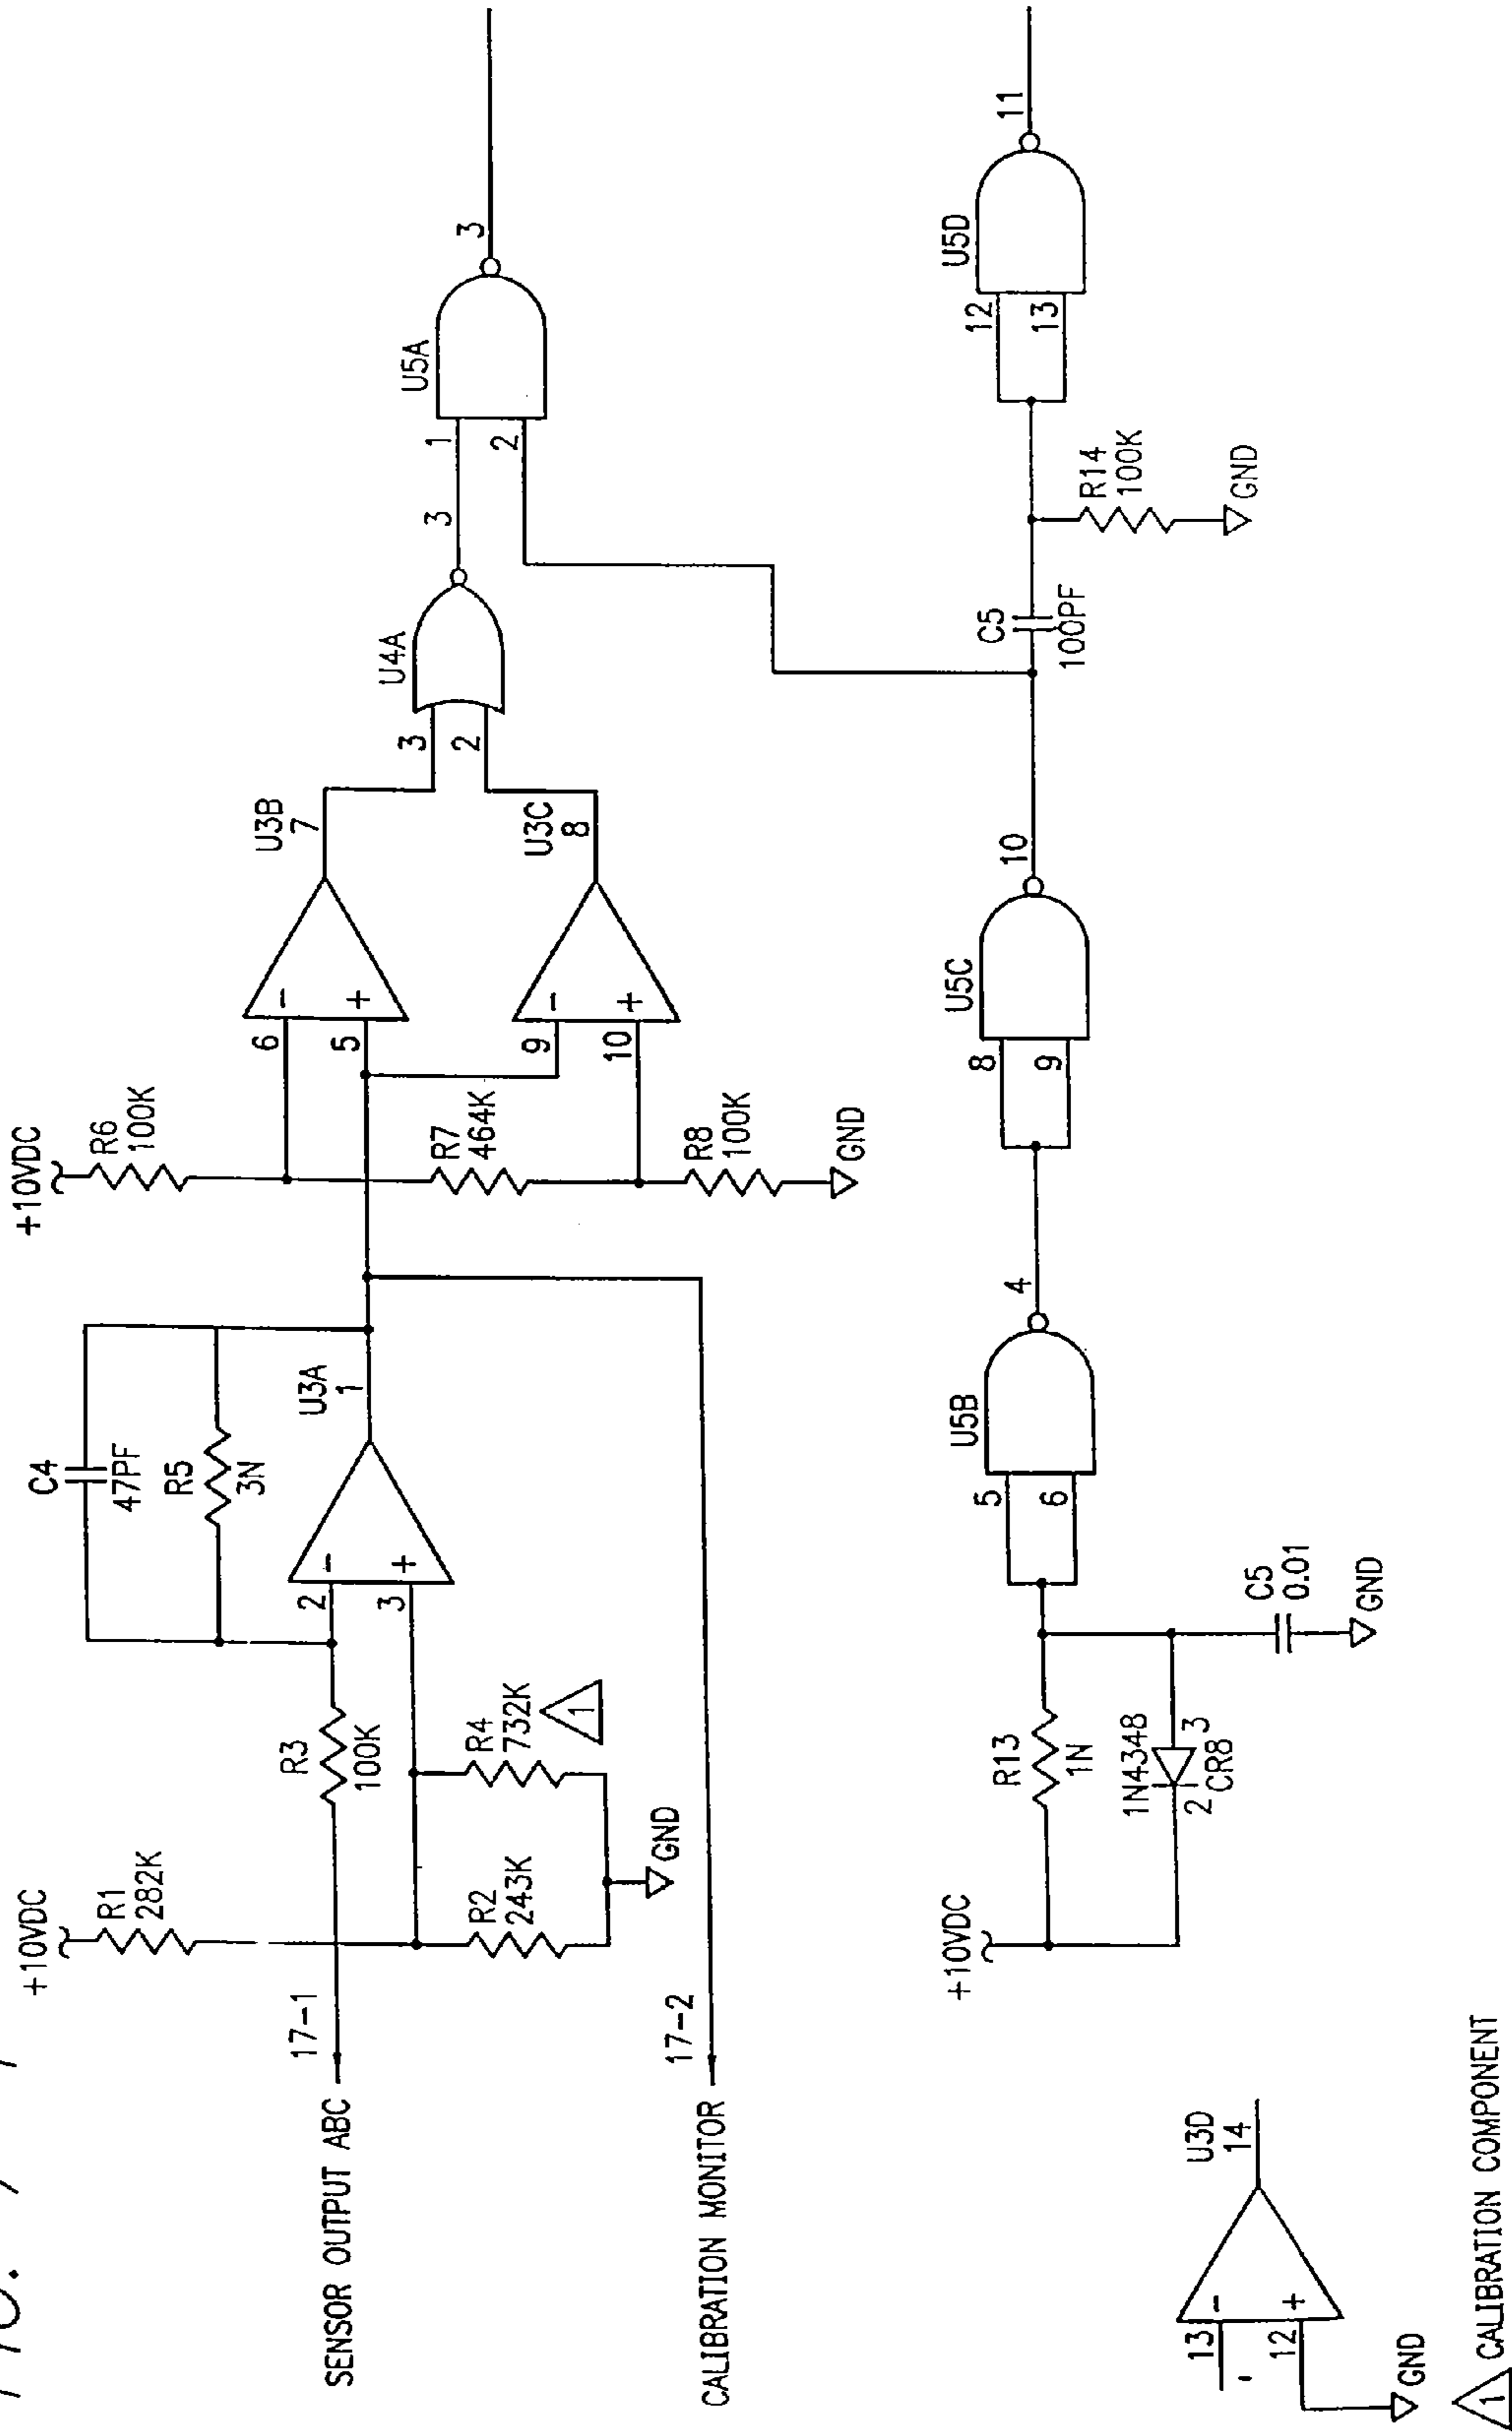 +10VDC
R1
282K
SENSOR OUTPUT ABC
17-1
R3
100K
R2
243K
R4
732K
1
GND
C4
47PF
R5
3N
2
3
-
+
U3A
1
CALIBRATION MONITOR
17-2
+10VDC
R6
100K
R7
464K
R8
100K
GND
6
5
-
+
U3B
7
9
10
-
+
U3C
8
3
2
U4A
3
1
2
U5A
3
+10VDC
R13
1N
1N4348
2
3
CR8
C5
0.01
GND
5
6
U5B
4
8
9
U5C
10
C5
100PF
R14
100K
GND
12
13
U5D
11
13
12
-
+
U3D
14
GND
1 CALIBRATION COMPONENT